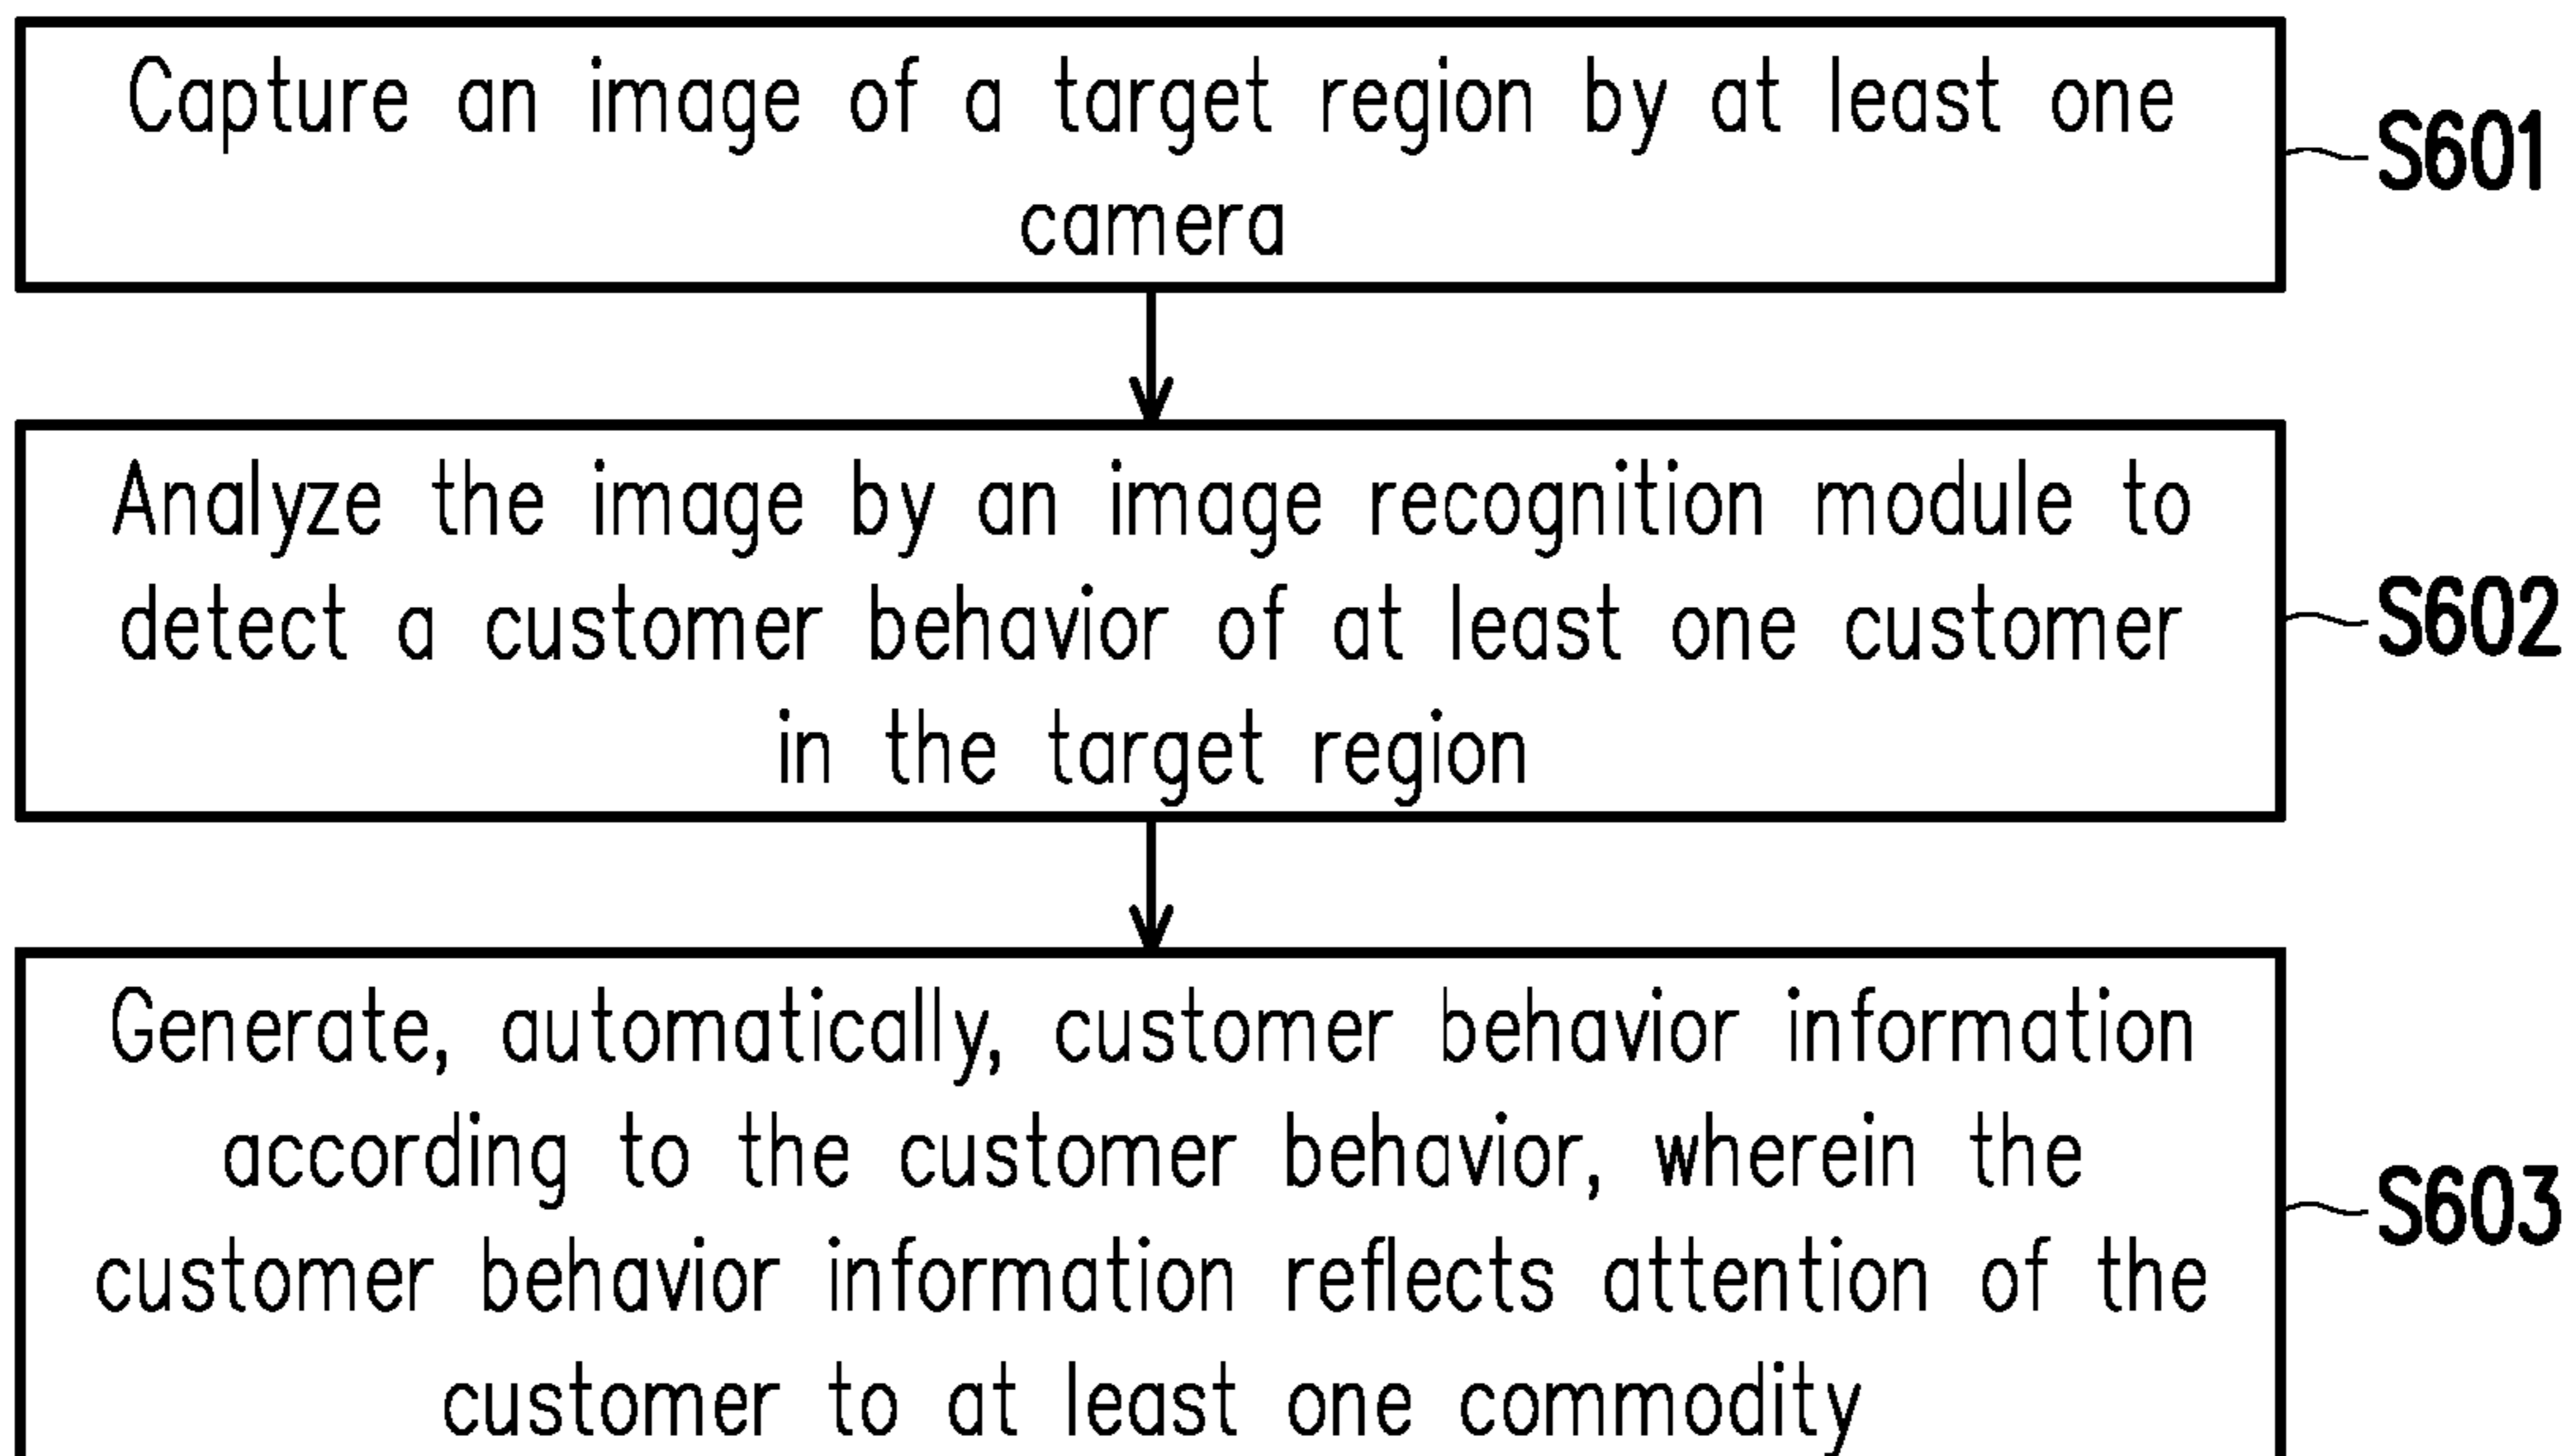 Capture an image of a target region by at least one
camera
S601
Analyze the image by an image recognition module to
detect a customer behavior of at least one customer
in the target region
S602
Generate, automatically, customer behavior information
according to the customer behavior, wherein the
customer behavior information reflects attention of the
customer to at least one commodity
S603